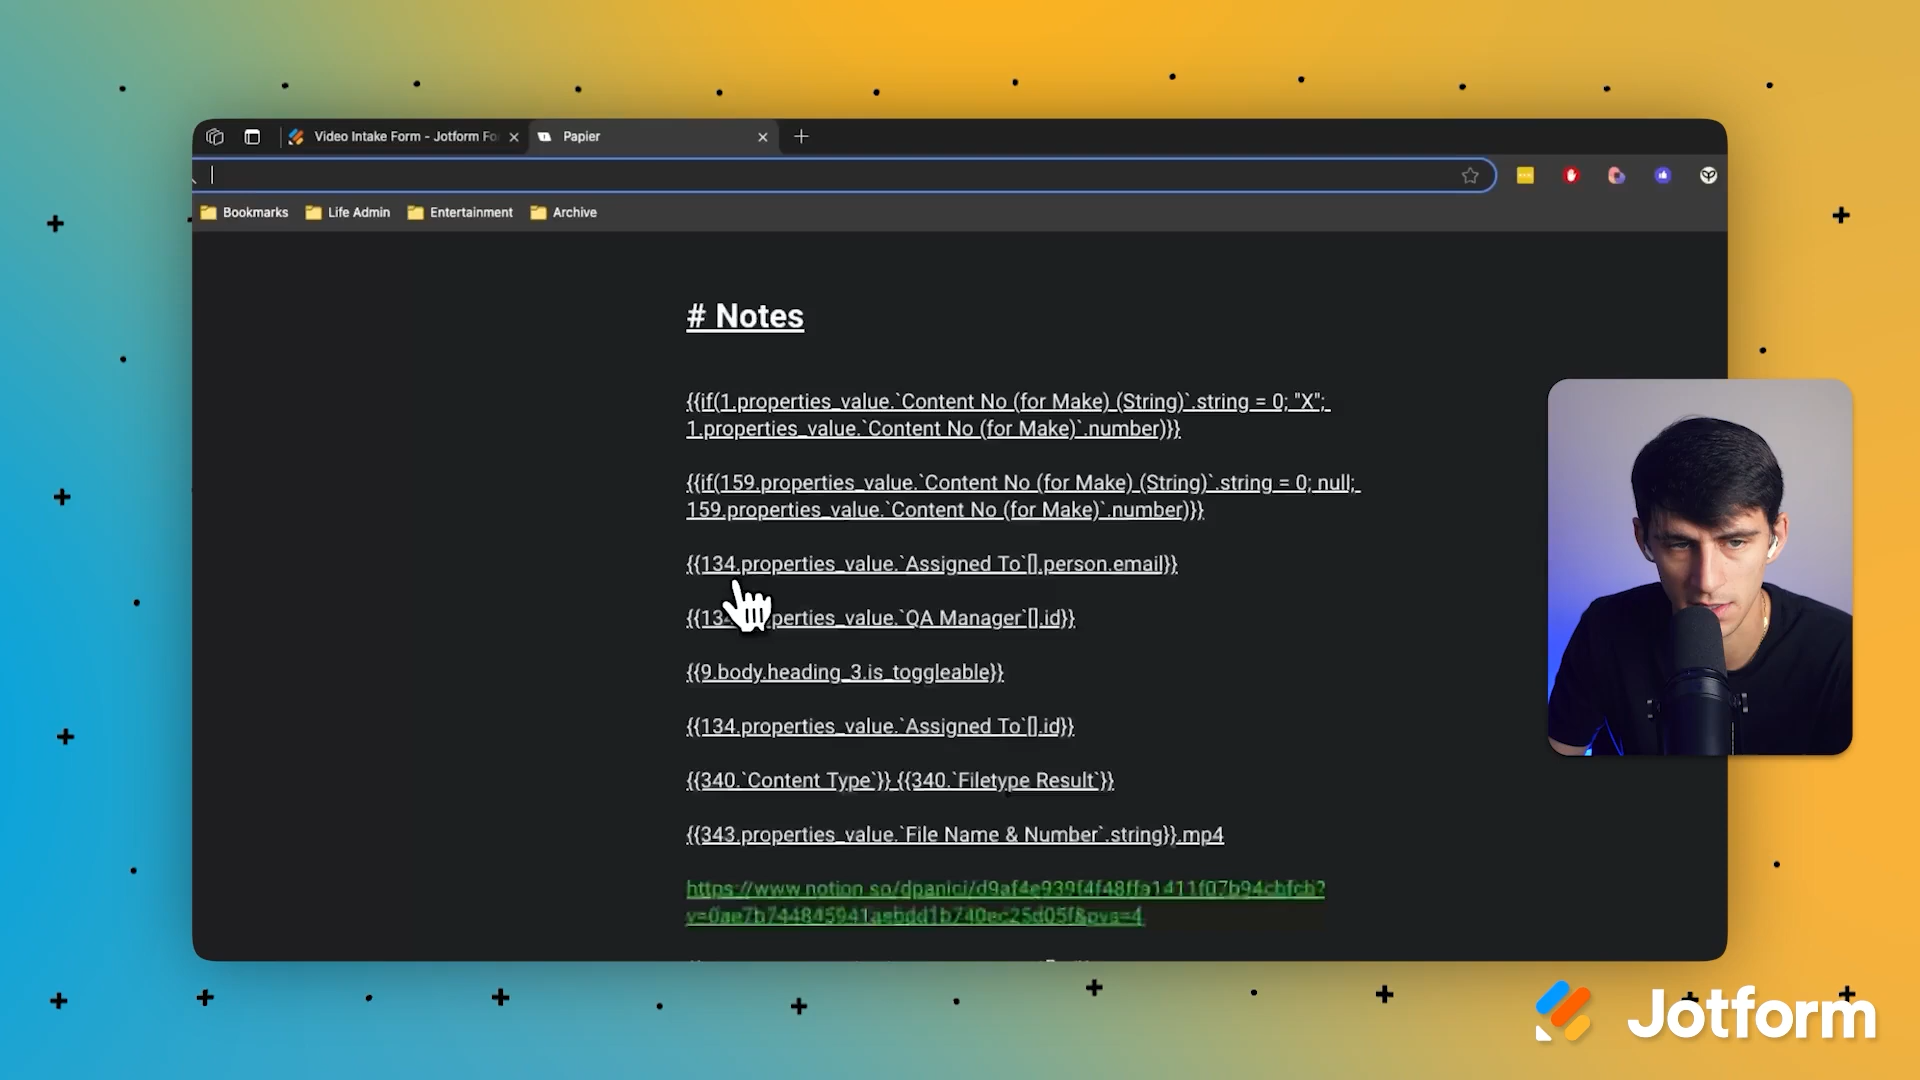 Video Intake Form - Jotform Fo
Papier
Bookmarks
Life Admin
Entertainment
Archive
# Notes
{{if(1.properties_value.`Content No (for Make) (String)`.string = 0; "X";
1.properties_value.`Content No (for Make)`.number)}}
{{if(159.properties_value.`Content No (for Make) (String)`.string = 0; null;
159.properties_value.`Content No (for Make)`.number)}}
{{134.properties_value.`Assigned To`[].person.email}}
perties_value.`QA Manager`[].id}}
{{9.body.heading_3.is_toggleable}}
{{134.properties_value.`Assigned To`[].id}}
{{340.`Content Type`}} {{340.`Filetype Result`}}
{{343.properties_value.`File Name & Number`.string}}.mp4
Jotform